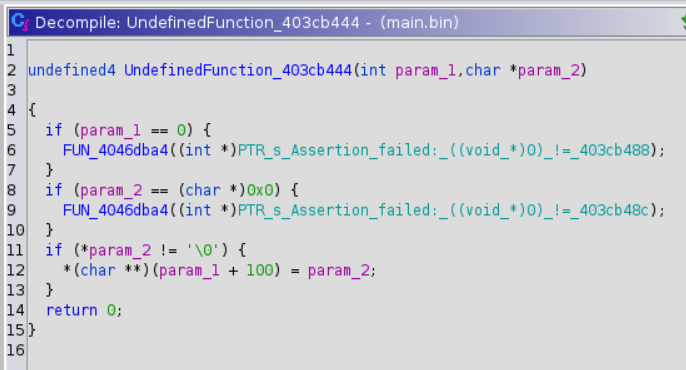 Decompile: UndefinedFunction_403cb444 - (main.bin)
1
2 undefined4 UndefinedFunction_403cb444(int param_1,char *param_2)
3
4 {
5   if (param_1 == 0) {
6     FUN_4046dba4((int *)PTR_s_Assertion_failed:_((void_*)0)_!=_403cb488);
7   }
8   if (param_2 == (char *)0x0) {
9     FUN_4046dba4((int *)PTR_s_Assertion_failed:_((void_*)0)_!=_403cb48c);
10   }
11   if (*param_2 != '\0') {
12     *(char **)(param_1 + 100) = param_2;
13   }
14   return 0;
15 }
16